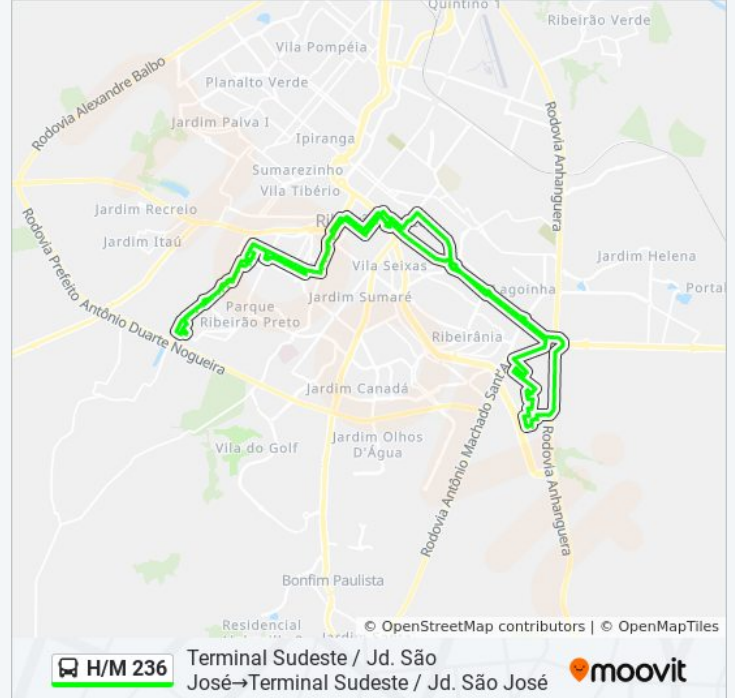 Quintino 1
Ribeirão Verde
Vila Pompéia
Rodovia Alexandre Balbo
Planalto Verde
Jardim Paiva I
Ipiranga
Rodovia Anhanguera
Sumarezinho
Vila Tibério
Jardim Recreio
Rib
Jardim Itaú
Rodovia Prefeito Antônio Duarte Nogueira
Vila Seixas
Jardim Helena
Lagoinha
Portal
Jardim Sumaré
Parque
Ribeirão Preto
Ribeirânia
Jardim Canadá
Rodovia Antônio Machado Sant'A
Jardim Olhos
D'Água
Vila do Golf
Rodovia Anhanguera
Bonfim Paulista
Residencial
© OpenStreetMap contributors | © OpenMapTiles
H/M 236
Terminal Sudeste / Jd. São
José→Terminal Sudeste / Jd. São José
moovit